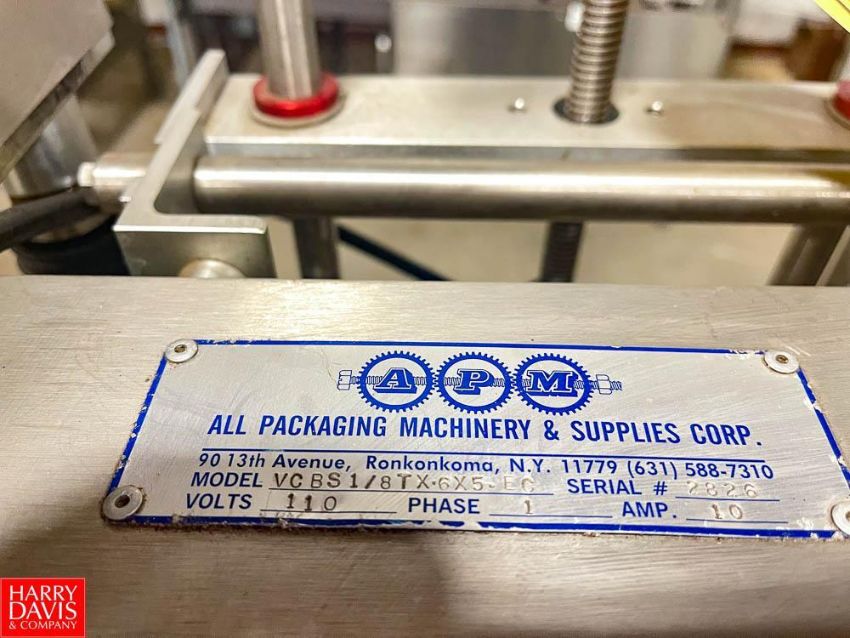 A P M
ALL PACKAGING MACHINERY & SUPPLIES CORP.
90 13th Avenue, Ronkonkoma, N.Y. 11779 (631) 588-7310
MODEL VCBS1/8TX·6X5-EC SERIAL # 2826
VOLTS 110 PHASE 1 AMP. 10
HARRY
DAVIS
& COMPANY